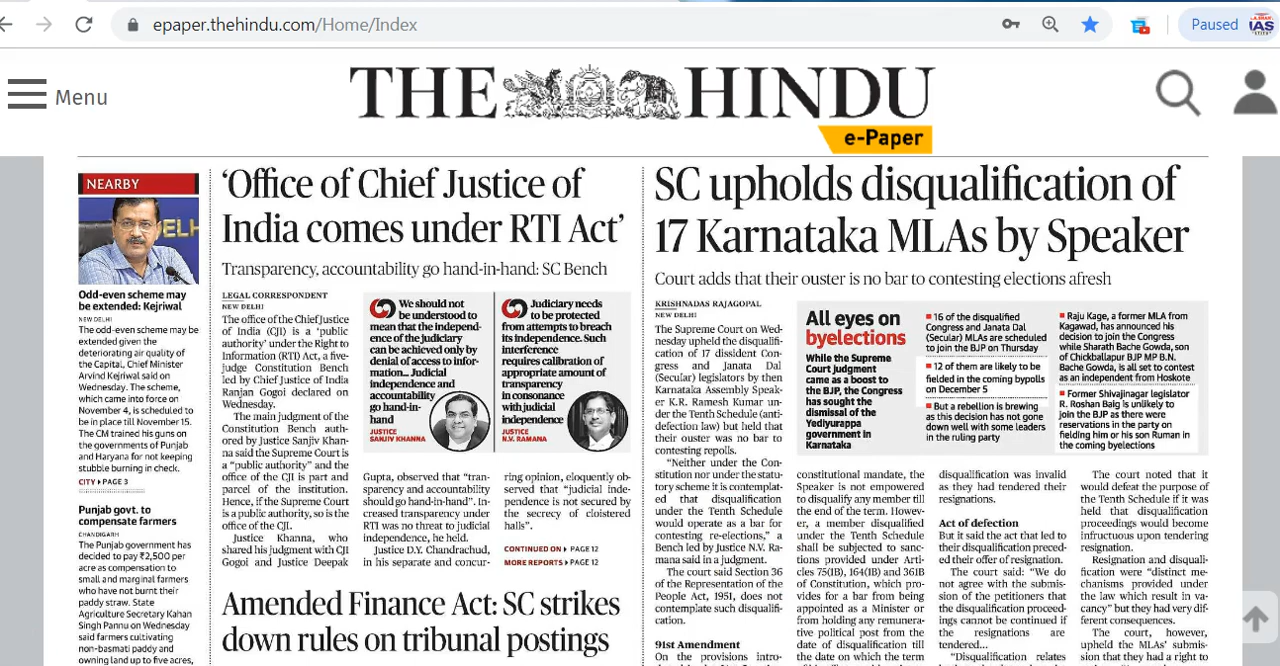 epaper.thehindu.com/Home/Index
Paused
IAS
Menu
THE HINDU
e-Paper
NEARBY
ELH
Odd-even scheme may
be extended: Kejriwal
NEW DELHI
The odd-even scheme may be
extended given the
deteriorating air quality of
the Capital, Chief Minister
Arvind Kejriwal said on
Wednesday. The scheme,
which came into force on
November 4, is scheduled to
be in place till November 15.
The CM trained his guns on
the governments of Punjab
and Haryana for not keeping
stubble burning in check.
CITY PAGE 3
Punjab govt. to
compensate farmers
CHANDIGARH
The Punjab government has
decided to pay ₹2,500 per
acre as compensation to
small and marginal farmers
who have not burnt their
paddy straw. State
Agriculture Secretary Kahan
Singh Pannu on Wednesday
said farmers cultivating
non-basmati paddy and
owning land up to five acres,
‘Office of Chief Justice of
India comes under RTI Act’
Transparency, accountability go hand-in-hand: SC Bench
LEGAL CORRESPONDENT
NEW DELHI
The office of the Chief Justice
of India (CJI) is a ‘public
authority’ under the Right to
Information (RTI) Act, a five-
judge Constitution Bench
led by Chief Justice of India
Ranjan Gogoi declared on
Wednesday.
The main judgment of the
Constitution Bench auth-
ored by Justice Sanjiv Khan-
na said the Supreme Court is
a “public authority” and the
office of the CJI is part and
parcel of the institution.
Hence, if the Supreme Court
is a public authority, so is the
office of the CJI.
Justice Khanna, who
shared his judgment with CJI
Gogoi and Justice Deepak
We should not
be understood to
mean that the independ-
ence of the judiciary
can be achieved only by
denial of access to infor-
mation... Judicial
independence and
accountability
go hand-in-
hand
JUSTICE
SANJIV KHANNA
Judiciary needs
to be protected
from attempts to breach
its independence. Such
interference
requires calibration of
appropriate amount of
transparency
in consonance
with judicial
independence
JUSTICE
N.V. RAMANA
Gupta, observed that “trans-
parency and accountability
should go hand-in-hand”. In-
creased transparency under
RTI was no threat to judicial
independence, he held.
Justice D.Y. Chandrachud,
in his separate and concur-
ring opinion, eloquently ob-
served that “judicial inde-
pendence is not secured by
the secrecy of cloistered
halls”.
CONTINUED ON PAGE 12
MORE REPORTS PAGE 12
Amended Finance Act: SC strikes
down rules on tribunal postings
SC upholds disqualification of
17 Karnataka MLAs by Speaker
Court adds that their ouster is no bar to contesting elections afresh
KRISHNADAS RAJAGOPAL
NEW DELHI
The Supreme Court on Wed-
nesday upheld the disqualifi-
cation of 17 dissident Con-
gress and Janata Dal
(Secular) legislators by then
Karnataka Assembly Speak-
er K.R. Ramesh Kumar un-
der the Tenth Schedule (anti-
defection law) but held that
their ouster was no bar to
contesting repolls.
“Neither under the Con-
stitution nor under the statu-
tory scheme it is contemplat-
ed that disqualification
under the Tenth Schedule
would operate as a bar for
contesting re-elections,”
a Bench led by Justice N.V. Ra-
mana said in a judgment.
The court said Section 36
of the Representation of the
People Act, 1951, does not
contemplate such disqualifi-
cation.
91st Amendment
On the provisions intro-
All eyes on
byelections
While the Supreme
Court judgment
came as a boost to
the BJP, the Congress
has sought the
dismissal of the
Yediyurappa
government in
Karnataka
16 of the disqualified
Congress and Janata Dal
(Secular) MLAs are scheduled
to join the BJP on Thursday
12 of them are likely to be
fielded in the coming bypolls
on December 5
But a rebellion is brewing
as this decision has not gone
down well with some leaders
in the ruling party
Raju Kage, a former MLA from
Kagawad, has announced his
decision to join the Congress
while Sharath Bache Gowda, son
of Chickballapur BJP MP B.N.
Bache Gowda, is all set to contest
as an independent from Hoskote
Former Shivajinagar legislator
R. Roshan Baig is unlikely to
join the BJP as there were
reservations in the party on
fielding him or his son Ruman in
the coming byelections
constitutional mandate, the
Speaker is not empowered
to disqualify any member till
the end of the term. Howev-
er, a member disqualified
under the Tenth Schedule
shall be subjected to sanc-
tions provided under Arti-
cles 75(1B), 164(1B) and 361B
of Constitution, which pro-
vides for a bar from being
appointed as a Minister or
from holding any remunera-
tive political post from the
date of disqualification till
the date on which the term
disqualification was invalid
as they had tendered their
resignations.
Act of defection
But it said the act that led to
their disqualification preced-
ed their offer of resignation.
The court said: “We do
not agree with the submis-
sion of the petitioners that
the disqualification proceed-
ings cannot be continued if
the resignations are
tendered...
“Disqualification relates
The court noted that it
would defeat the purpose of
the Tenth Schedule if it was
held that disqualification
proceedings would become
infructuous upon tendering
resignation.
Resignation and disquali-
fication were “distinct me-
chanisms provided under
the law which result in va-
cancy” but they had very dif-
ferent consequences.
The court, however,
upheld the MLAs’ submis-
sion that they had a right to